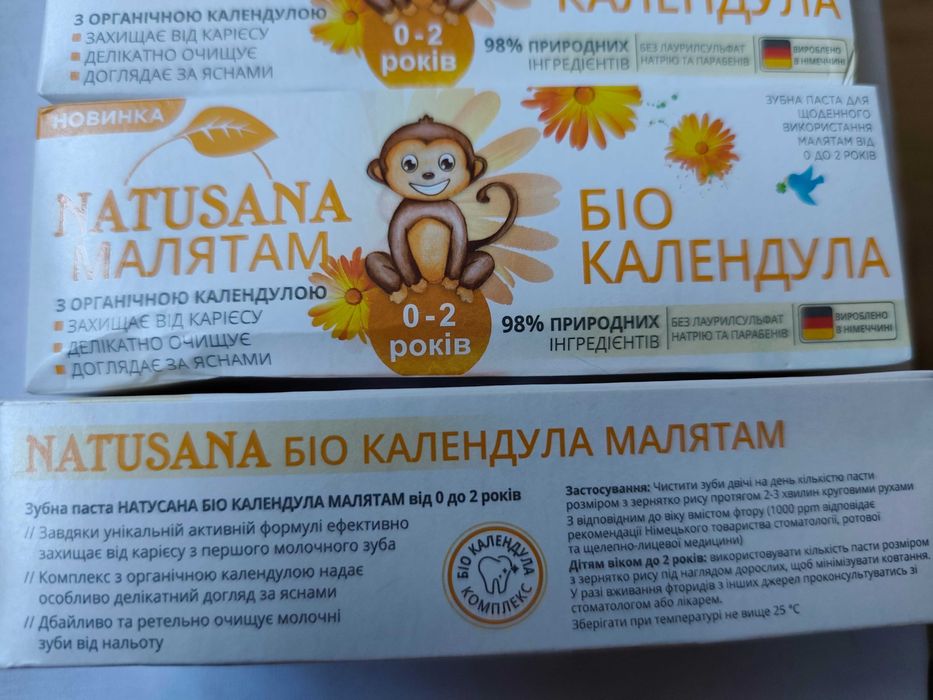 З ОРГАНІЧНОЮ КАЛЕНДУЛОЮ
ЗАХИЩАЄ ВІД КАРІЄСУ
ДЕЛІКАТНО ОЧИЩУЄ
ДОГЛЯДАЄ ЗА ЯСНАМИ
0-2
років
КАЛЕНДУЛА
98% ПРИРОДНИХ
ІНГРЕДІЄНТІВ
БЕЗ ЛАУРИЛСУЛЬФАТ
НАТРІЮ ТА ПАРАБЕНІВ
ВИРОБЛЕНО
В НІМЕЧЧИНІ
НОВИНКА
NATUSANA
МАЛЯТАМ
З ОРГАНІЧНОЮ КАЛЕНДУЛОЮ
ЗАХИЩАЄ ВІД КАРІЄСУ
ДЕЛІКАТНО ОЧИЩУЄ
ДОГЛЯДАЄ ЗА ЯСНАМИ
0-2
років
ЗУБНА ПАСТА ДЛЯ
ЩОДЕННОГО
ВИКОРИСТАННЯ
МАЛЯТАМ ВІД
0 ДО 2 РОКІВ
БІО
КАЛЕНДУЛА
98% ПРИРОДНИХ
ІНГРЕДІЄНТІВ
БЕЗ ЛАУРИЛСУЛЬФАТ
НАТРІЮ ТА ПАРАБЕНІВ
ВИРОБЛЕНО
В НІМЕЧЧИНІ
NATUSANA БІО КАЛЕНДУЛА МАЛЯТАМ
Зубна паста НАТУСАНА БІО КАЛЕНДУЛА МАЛЯТАМ від 0 до 2 років
// Завдяки унікальній активній формулі ефективно
захищає від карієсу з першого молочного зуба
// Комплекс з органічною календулою надає
особливо делікатний догляд за яснами
// Дбайливо та ретельно очищує молочні
зуби від нальоту
БІО КАЛЕНДУЛА
КОМПЛЕКС
Застосування: Чистити зуби двічі на день кількістю пасти
розміром з зернятко рису протягом 2-3 хвилин круговими рухами
З відповідним до віку вмістом фтору (1000 ppm відповідає
рекомендації Німецького товариства стоматології, ротової
та щелепно-лицевої медицини)
Дітям віком до 2 років: використовувати кількість пасти розміром
з зернятко рису під наглядом дорослих, щоб мінімізувати ковтання.
У разі вживання фторидів з інших джерел проконсультуватись зі
стоматологом або лікарем.
Зберігати при температурі не вище 25 °C